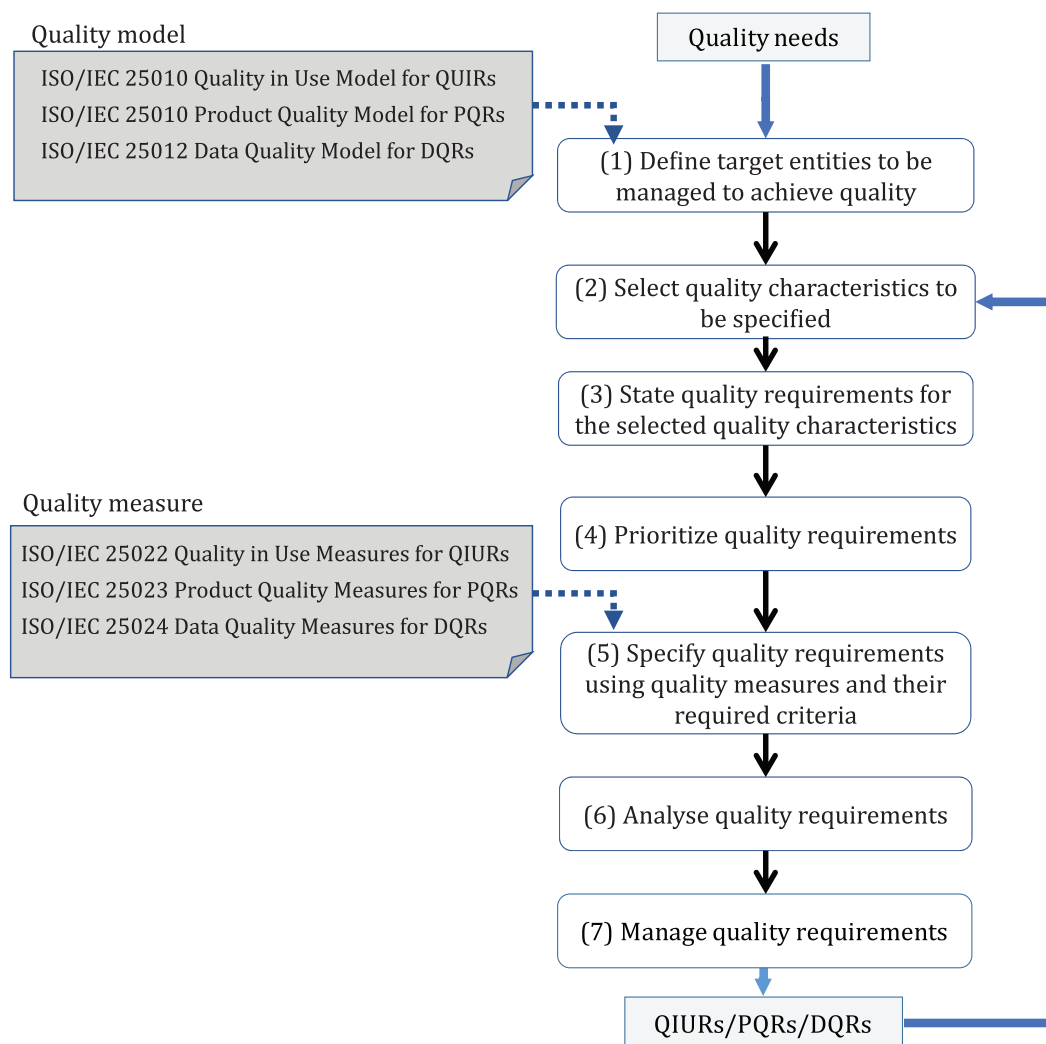 Quality model
ISO/IEC 25010 Quality in Use Model for QUIRs
ISO/IEC 25010 Product Quality Model for PQRs
ISO/IEC 25012 Data Quality Model for DQRs
Quality needs
(1) Define target entities to be
managed to achieve quality
(2) Select quality characteristics to
be specified
(3) State quality requirements for
the selected quality characteristics
Quality measure
ISO/IEC 25022 Quality in Use Measures for QIURs
ISO/IEC 25023 Product Quality Measures for PQRs
ISO/IEC 25024 Data Quality Measures for DQRs
(4) Prioritize quality requirements
(5) Specify quality requirements
using quality measures and their
required criteria
(6) Analyse quality requirements
(7) Manage quality requirements
QIURs/PQRs/DQRs